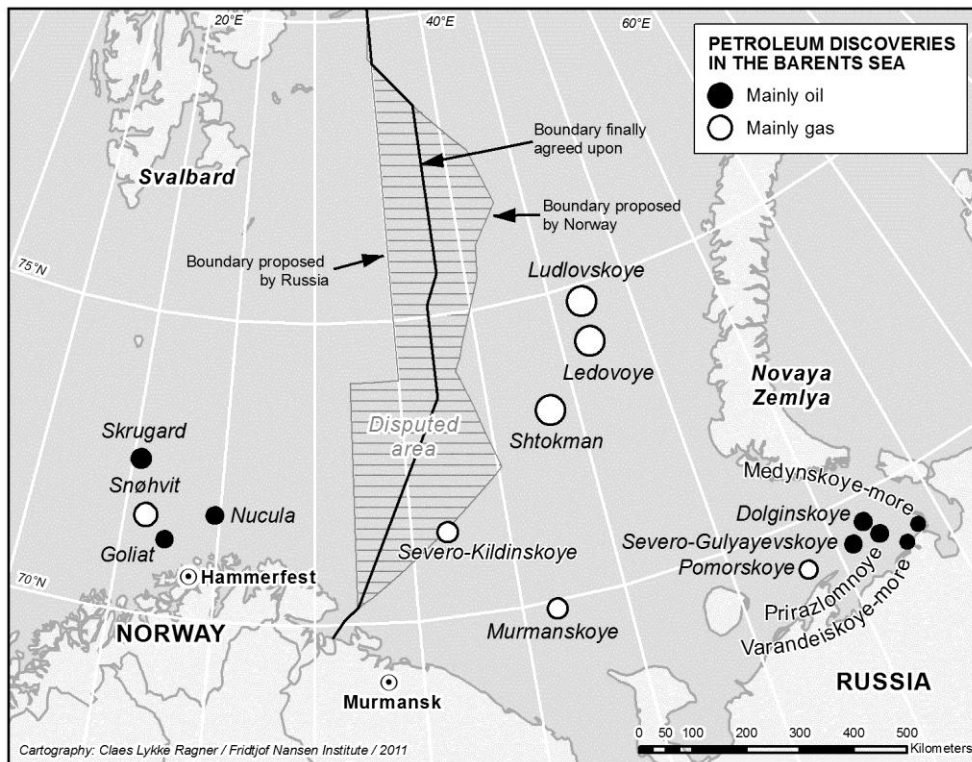 20°E
40°E
60°E
PETROLEUM DISCOVERIES
IN THE BARENTS SEA
Mainly oil
Mainly gas
Boundary finally
agreed upon
Svalbard
Boundary proposed
by Norway
Boundary proposed
by Russia
75°N
Ludlovskoye
Ledovoye
Novaya
Zemlya
Shtokman
Disputed
area
Skrugard
Snøhvit
Nucula
Goliat
Medynskoye-more
Dolginskoye
Severo-Gulyayevskoye
Pomorskoye
Prirazlomnoye
Varandeiskoye-more
Severo-Kildinskoye
70°N
Hammerfest
NORWAY
Murmanskoye
Murmansk
RUSSIA
0 50 100 200 300 400 500
Kilometers
Cartography: Claes Lykke Ragner / Fridtjof Nansen Institute / 2011